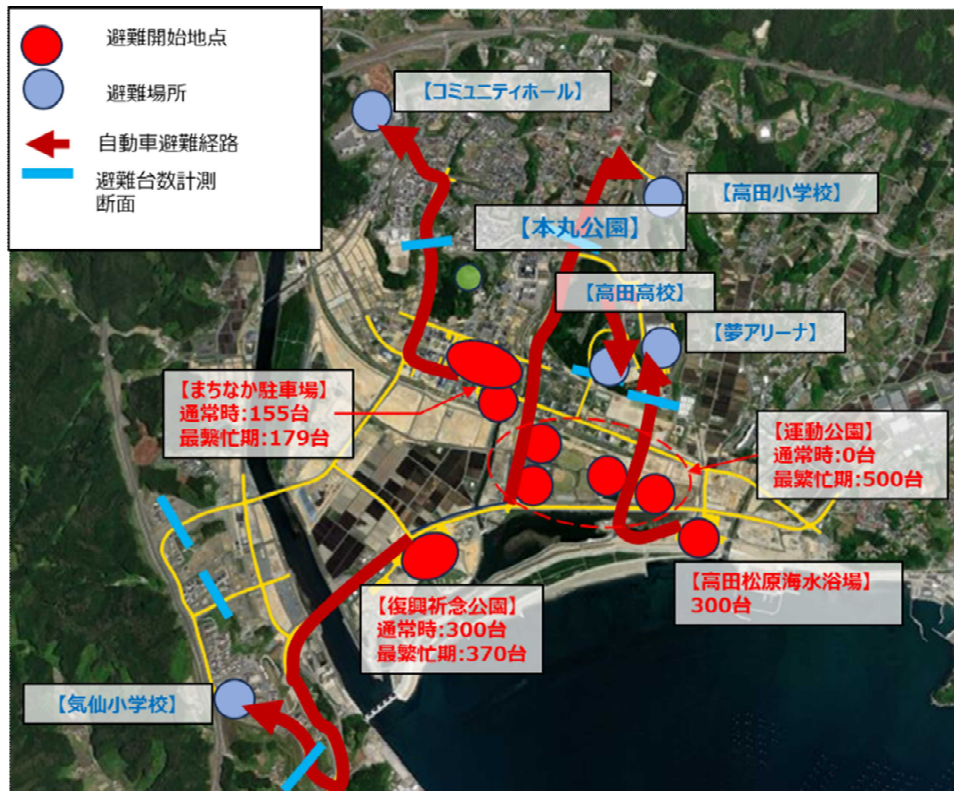 避難開始地点
避難場所
自動車避難経路
避難台数計測
断面
【コミュニティホール】
【高田小学校】
【本丸公園】
【高田高校】
【夢アリーナ】
【まちなか駐車場】
通常時:155台
最繁忙期:179台
【運動公園】
通常時:0台
最繁忙期:500台
【復興祈念公園】
通常時:300台
最繁忙期:370台
【高田松原海水浴場】
300台
【気仙小学校】